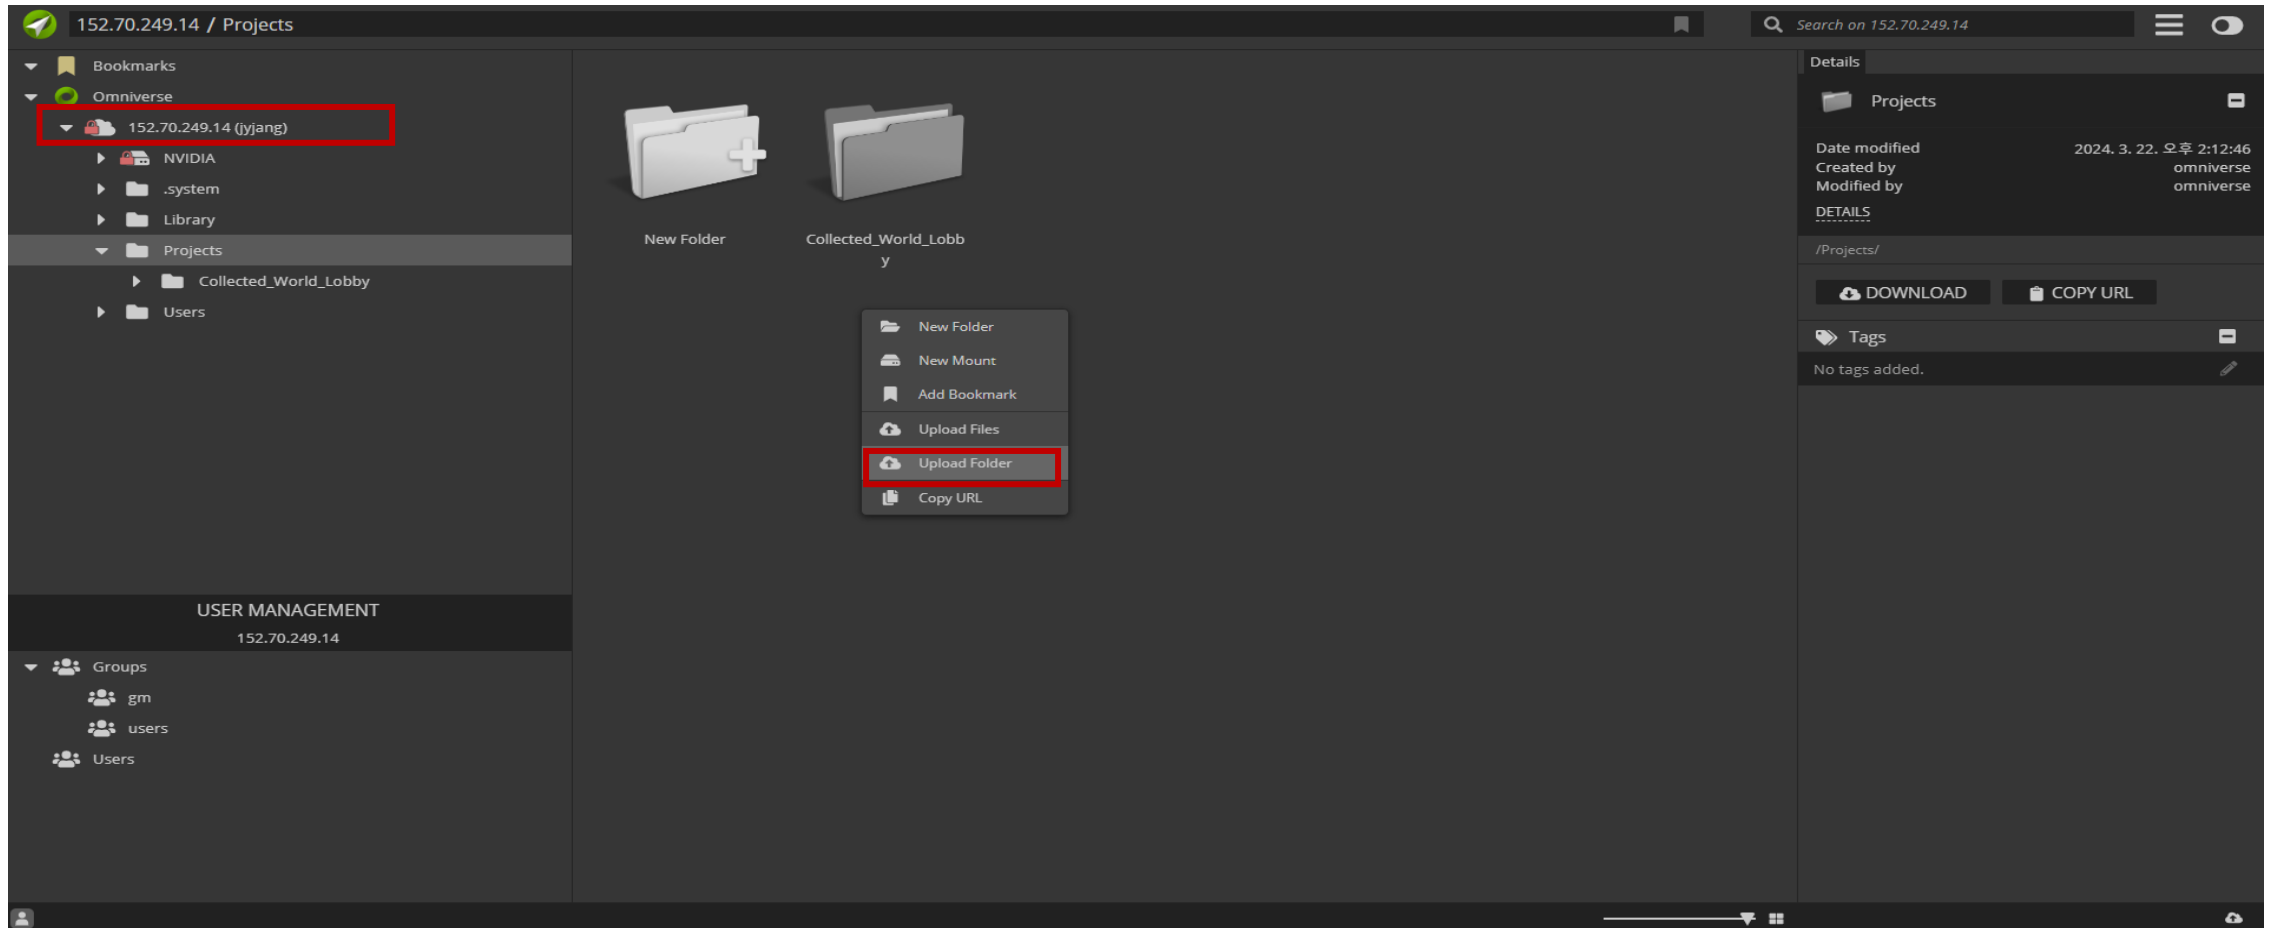 152.70.249.14 / Projects
Search on 152.70.249.14
Bookmarks
Omniverse
152.70.249.14 (jyjang)
NVIDIA
.system
Library
Projects
Collected_World_Lobby
Users
USER MANAGEMENT
152.70.249.14
Groups
gm
users
Users
New Folder
Collected_World_Lobb
y
New Folder
New Mount
Add Bookmark
Upload Files
Upload Folder
Copy URL
Details
Projects
Date modified 2024. 3. 22. 오후 2:12:46
Created by omniverse
Modified by omniverse
DETAILS
/Projects/
DOWNLOAD COPY URL
Tags
No tags added.